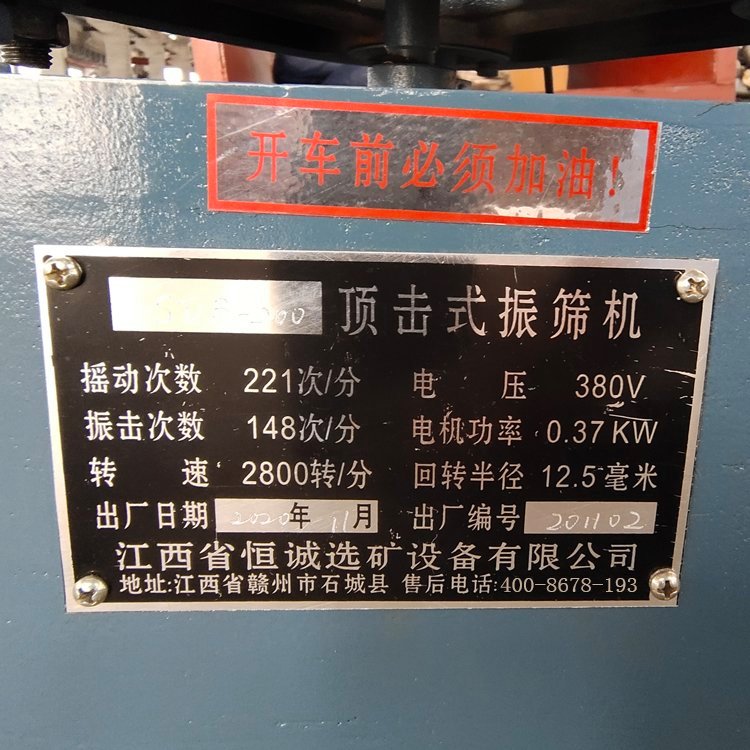 开车前必须加油!
顶击式振筛机
摇动次数 221次/分 电 压 380V
振击次数 148次/分 电机功率 0.37KW
转 速 2800转/分 回转半径 12.5毫米
出厂日期 2020年11月 出厂编号 201102
江西省恒诚选矿设备有限公司
地址:江西省赣州市石城县 售后电话:400-8678-193